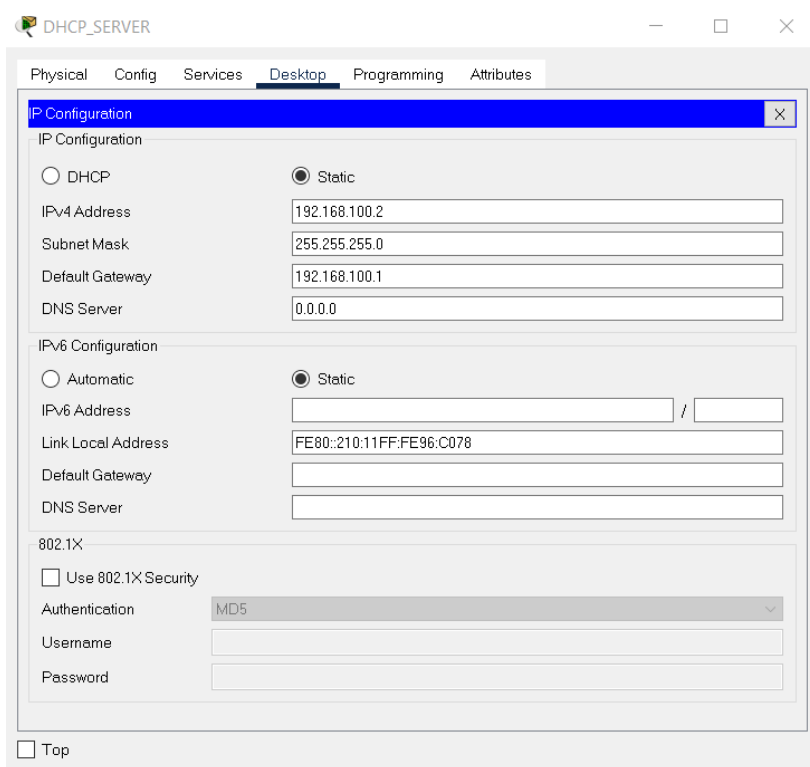 DHCP_SERVER
Physical Config Services Desktop Programming Attributes
IP Configuration X
IP Configuration
DHCP Static
IPv4 Address 192.168.100.2
Subnet Mask 255.255.255.0
Default Gateway 192.168.100.1
DNS Server 0.0.0.0
IPv6 Configuration
Automatic Static
IPv6 Address /
Link Local Address FE80::210:11FF:FE96:C078
Default Gateway
DNS Server
802.1X
Use 802.1X Security
Authentication MD5
Username
Password
Top